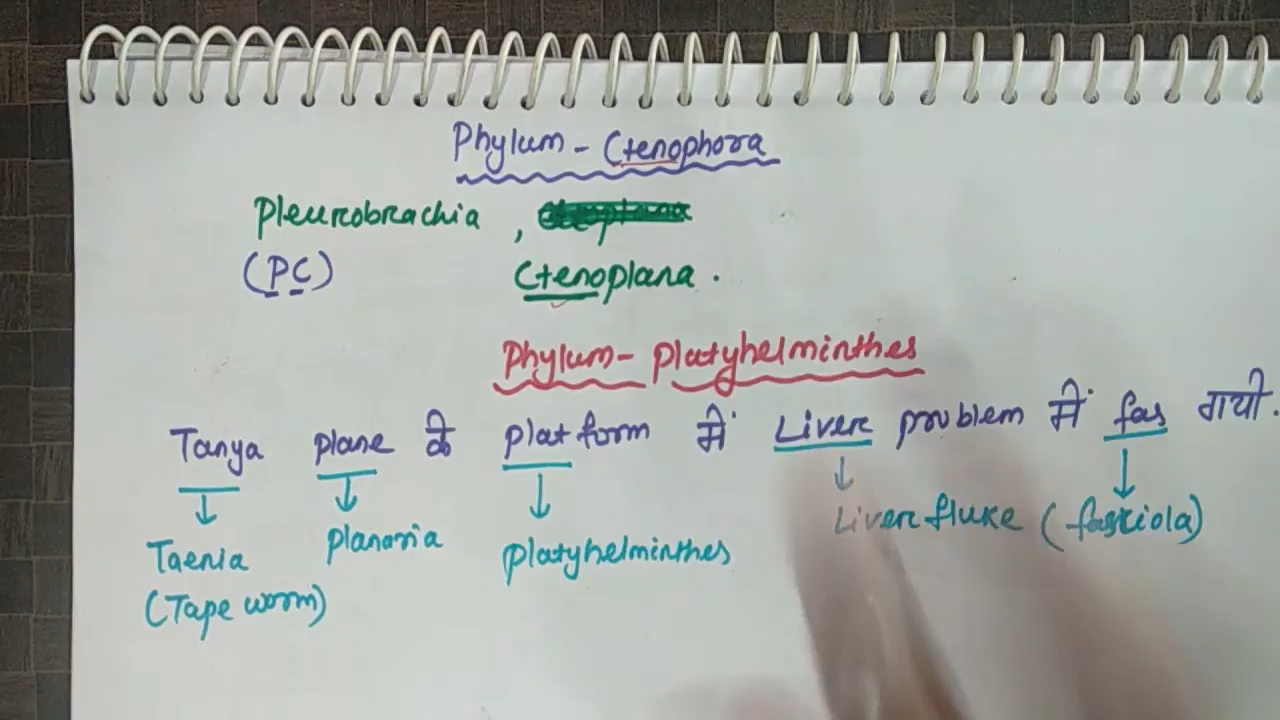 Phylum - Ctenophora
Pleurobrachia ,
(PC) Ctenoplana .
Phylum - Platyhelminthes
Tanya plane के platform में Liver problem में fas गयी.
Taenia planaria platyhelminthes Liver fluke (fasciola)
(Tape worm)